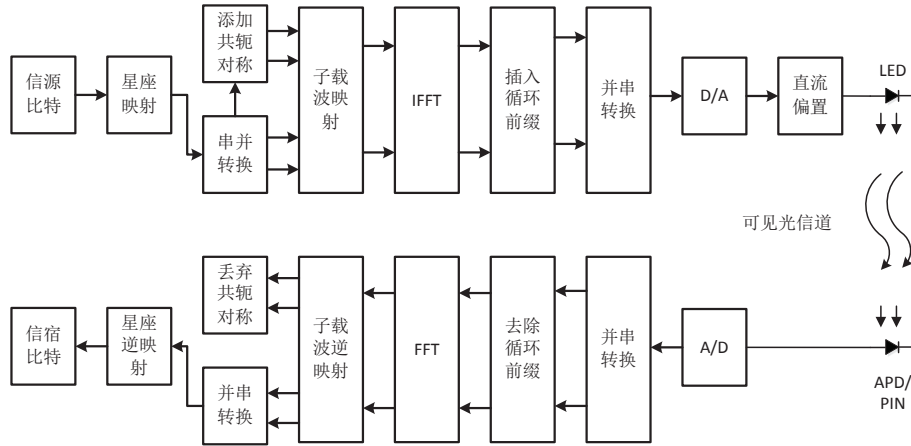 信源
比特
星座
映射
添加
共轭
对称
串并
转换
子载
波映
射
IFFT
插入
循环
前缀
并串
转换
D/A
直流
偏置
LED
可见光信道
信宿
比特
星座
逆映
射
丢弃
共轭
对称
并串
转换
子载
波逆
映射
FFT
去除
循环
前缀
并串
转换
A/D
APD/
PIN